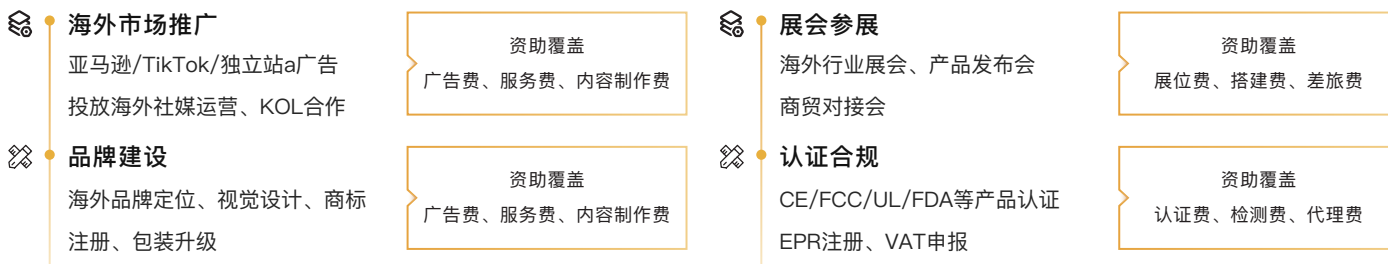 海外市场推广
亚马逊/TikTok/独立站a广告
投放海外社媒运营、KOL合作
资助覆盖
广告费、服务费、内容制作费
品牌建设
海外品牌定位、视觉设计、商标
注册、包装升级
资助覆盖
广告费、服务费、内容制作费
展会参展
海外行业展会、产品发布会
商贸对接会
资助覆盖
展位费、搭建费、差旅费
认证合规
CE/FCC/UL/FDA等产品认证
EPR注册、VAT申报
资助覆盖
认证费、检测费、代理费